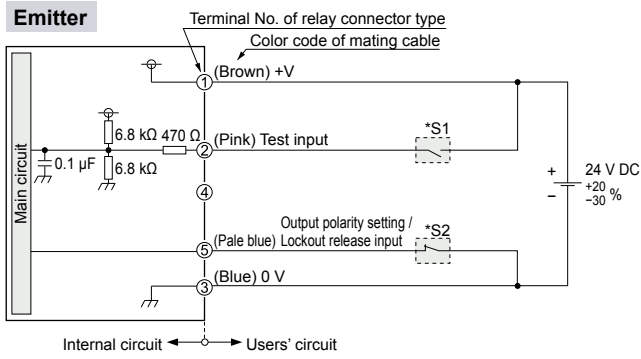 Emitter
Terminal No. of relay connector type
Color code of mating cable
1 (Brown) +V
6.8 kΩ 470 Ω 2 (Pink) Test input *S1
0.1 µF 6.8 kΩ
Main circuit
4
+ 24 V DC
− +20 −30 %
Output polarity setting / *S2
5 (Pale blue) Lockout release input
(Blue) 0 V
3
Internal circuit Users' circuit